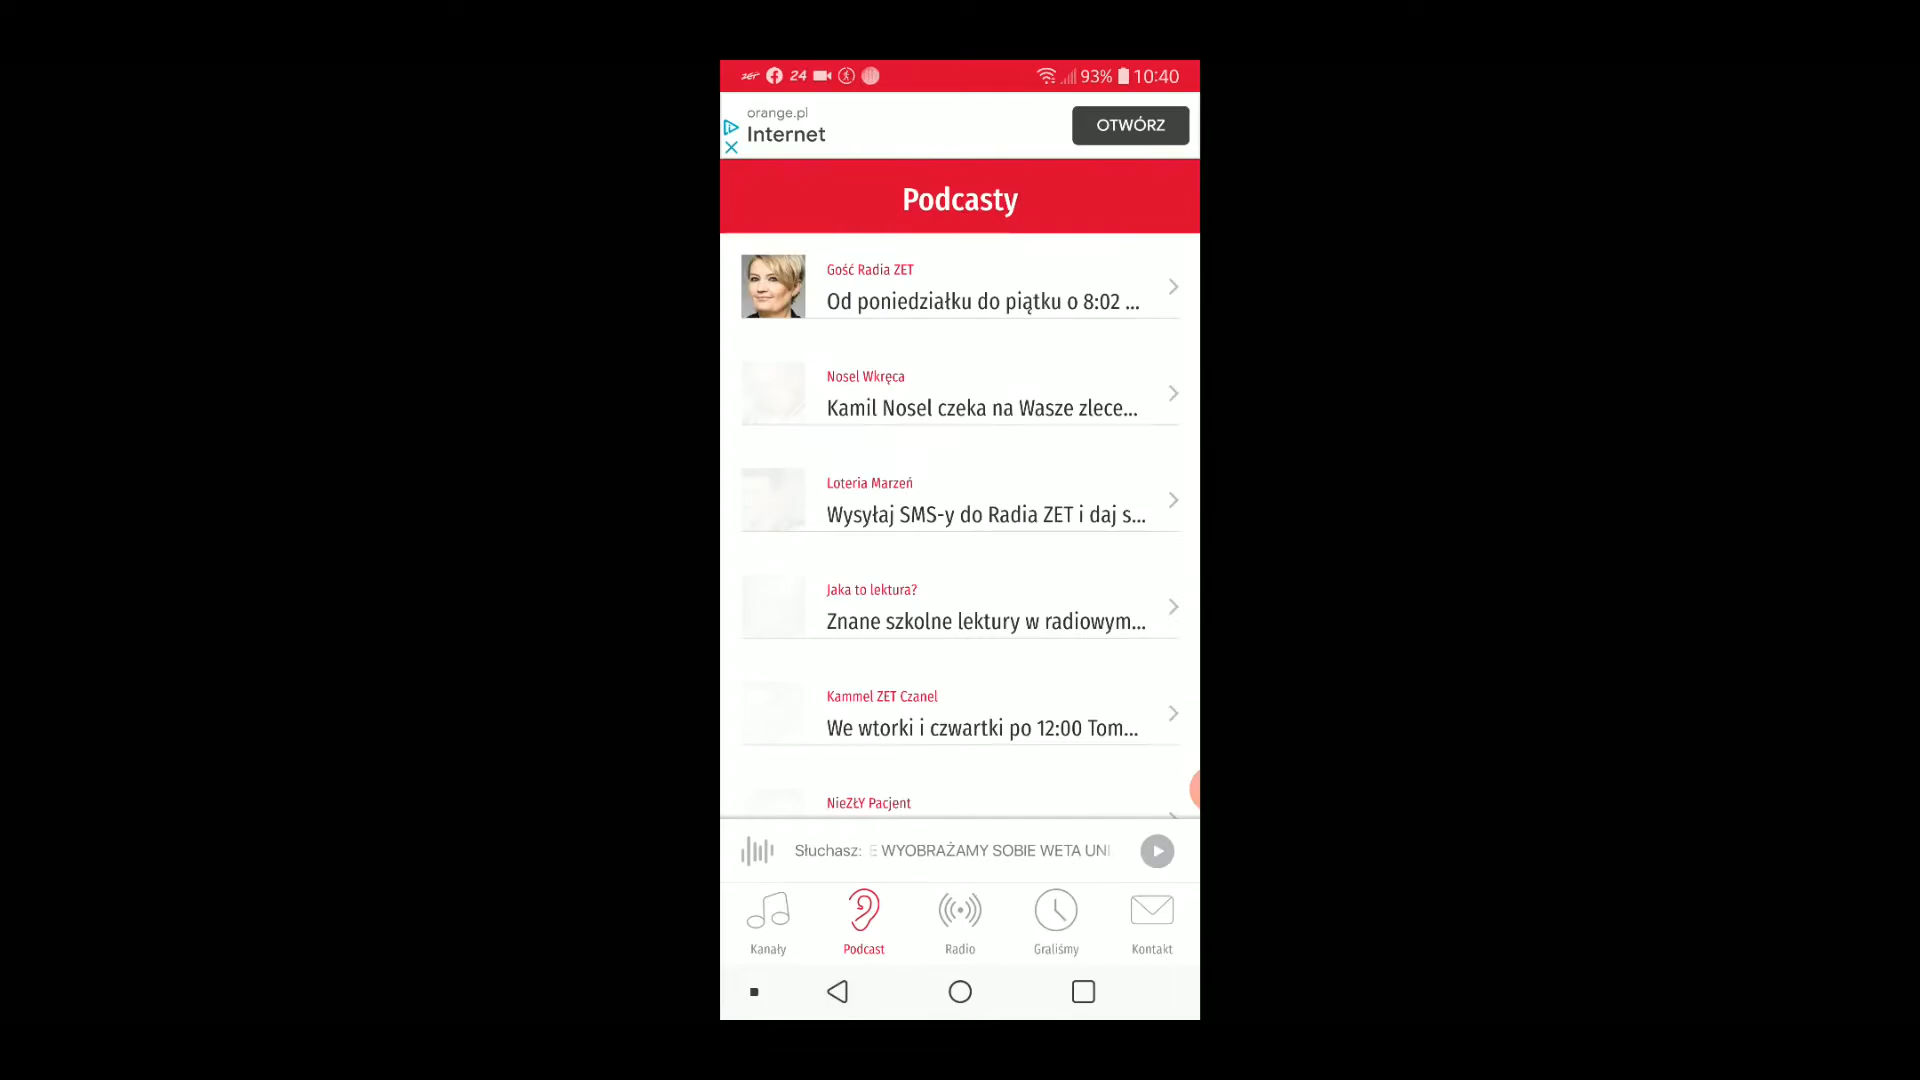 ZET 24 93% 10:40
orange.pl
Internet
OTWÓRZ
Podcasty
Gość Radia ZET
Od poniedziałku do piątku o 8:02 ...
Nosel Wkręca
Kamil Nosel czeka na Wasze zlece...
Loteria Marzeń
Wysyłaj SMS-y do Radia ZET i daj s...
Jaka to lektura?
Znane szkolne lektury w radiowym...
Kammel ZET Czanel
We wtorki i czwartki po 12:00 Tom...
NieZŁY Pacjent
Słuchasz: E WYOBRAŻAMY SOBIE WETA UNI
Kanały Podcast Radio Graliśmy Kontakt